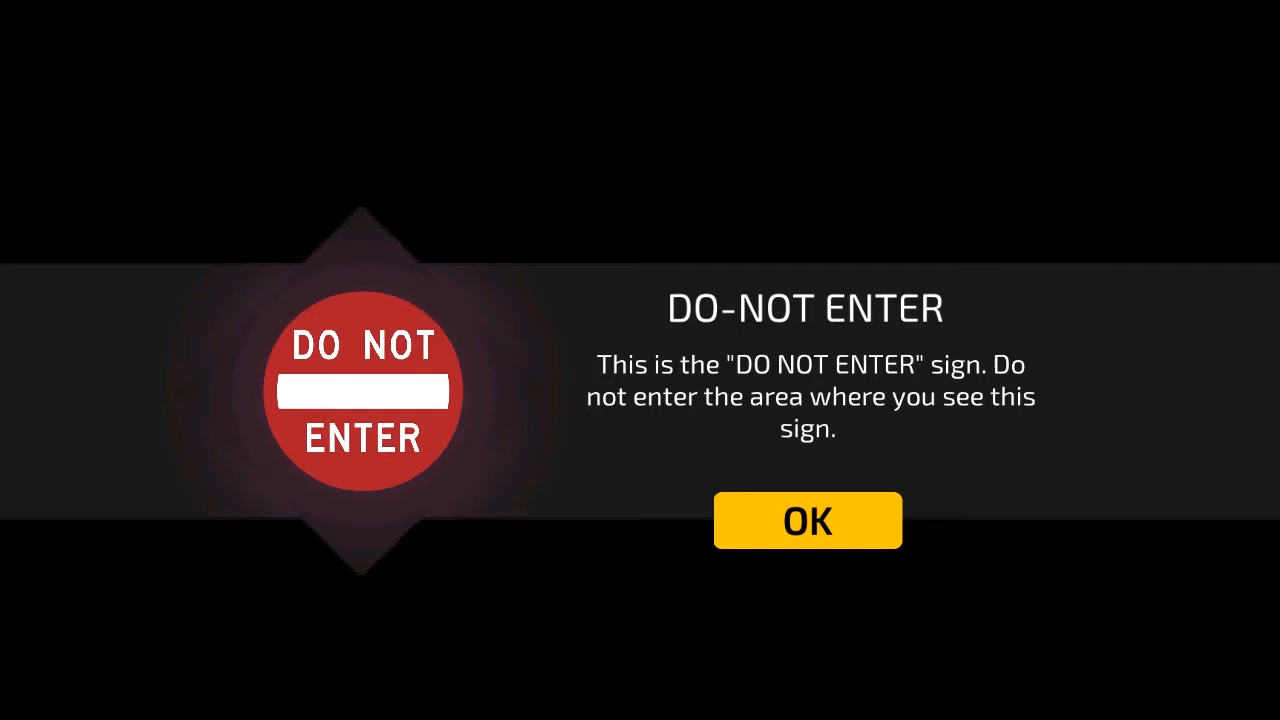 DO NOT
ENTER
DO-NOT ENTER
This is the "DO NOT ENTER" sign. Do
not enter the area where you see this
sign.
OK